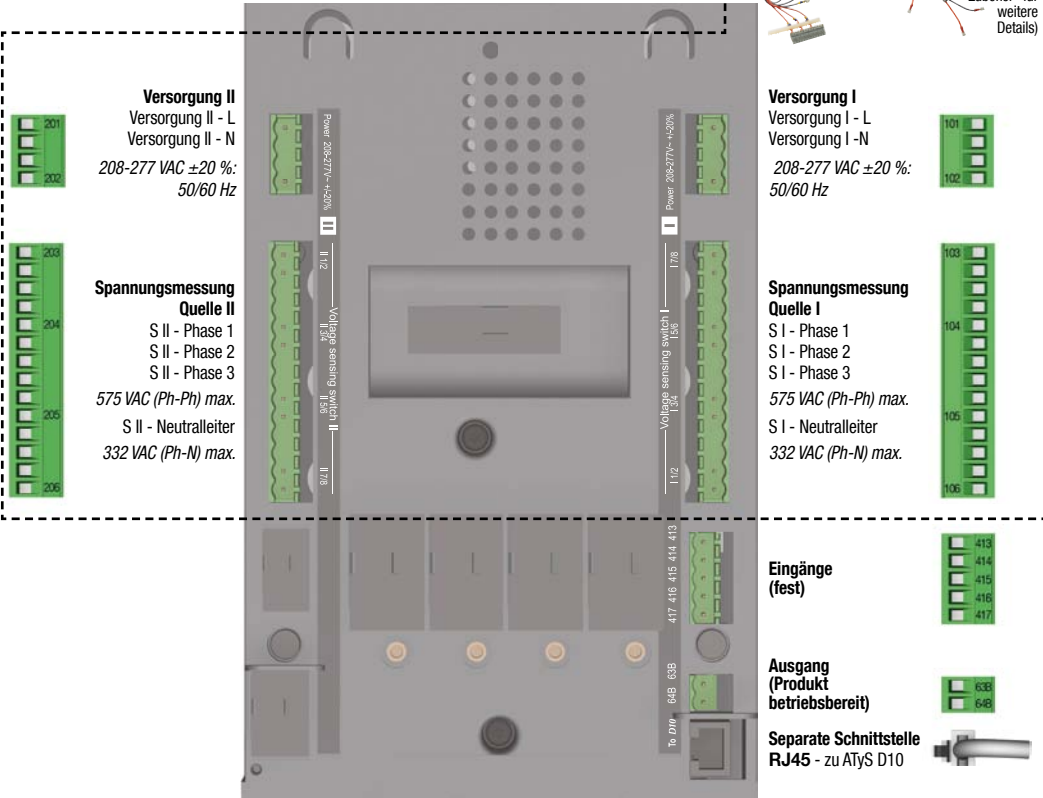 Zubehör für
weitere
Details)
Versorgung II
Versorgung II - L
Versorgung II - N
208-277 VAC ±20 %:
50/60 Hz
201
202
Spannungsmessung
Quelle II
S II - Phase 1
S II - Phase 2
S II - Phase 3
575 VAC (Ph-Ph) max.
S II - Neutralleiter
332 VAC (Ph-N) max.
203
204
205
206
Power 208-277V~ +/-20%
II
II 1/2
II 3/4
II 5/6
II 7/8
Voltage sensing switch II
Power 208-277V~ +/-20%
I
I 7/8
I 5/6
I 3/4
I 1/2
Voltage sensing switch I
417 416 415 414 413
64B 63B
To D10
Versorgung I
Versorgung I - L
Versorgung I -N
208-277 VAC ±20 %:
50/60 Hz
101
102
Spannungsmessung
Quelle I
S I - Phase 1
S I - Phase 2
S I - Phase 3
575 VAC (Ph-Ph) max.
S I - Neutralleiter
332 VAC (Ph-N) max.
103
104
105
106
Eingänge
(fest)
413
414
415
416
417
Ausgang
(Produkt
betriebsbereit)
63B
64B
Separate Schnittstelle
RJ45 - zu ATyS D10